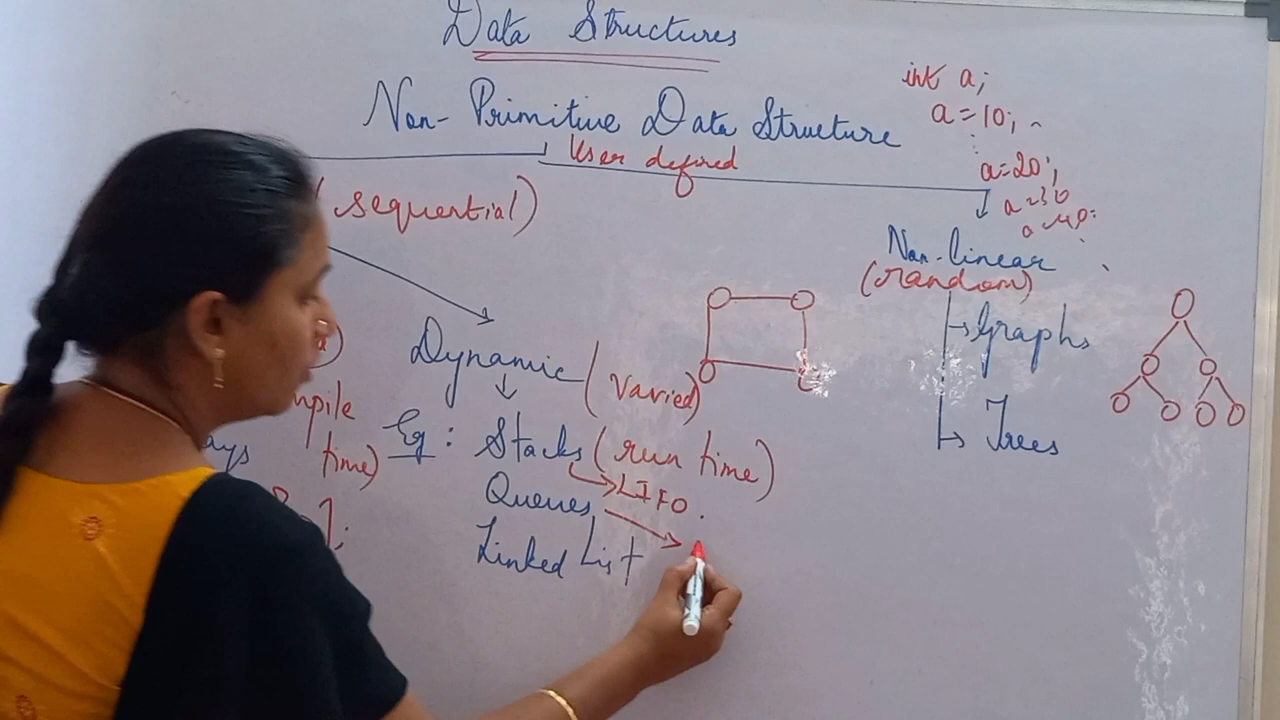 Data Structures
Non-Primitive Data Structure
User defined
int a;
a=10;
a=20;
a=30
(sequential)
Non-linear
(random)
Graphs
Trees
Dynamic (varied)
time)
Eg: Stacks (run time)
LIFO.
Queues
Linked List